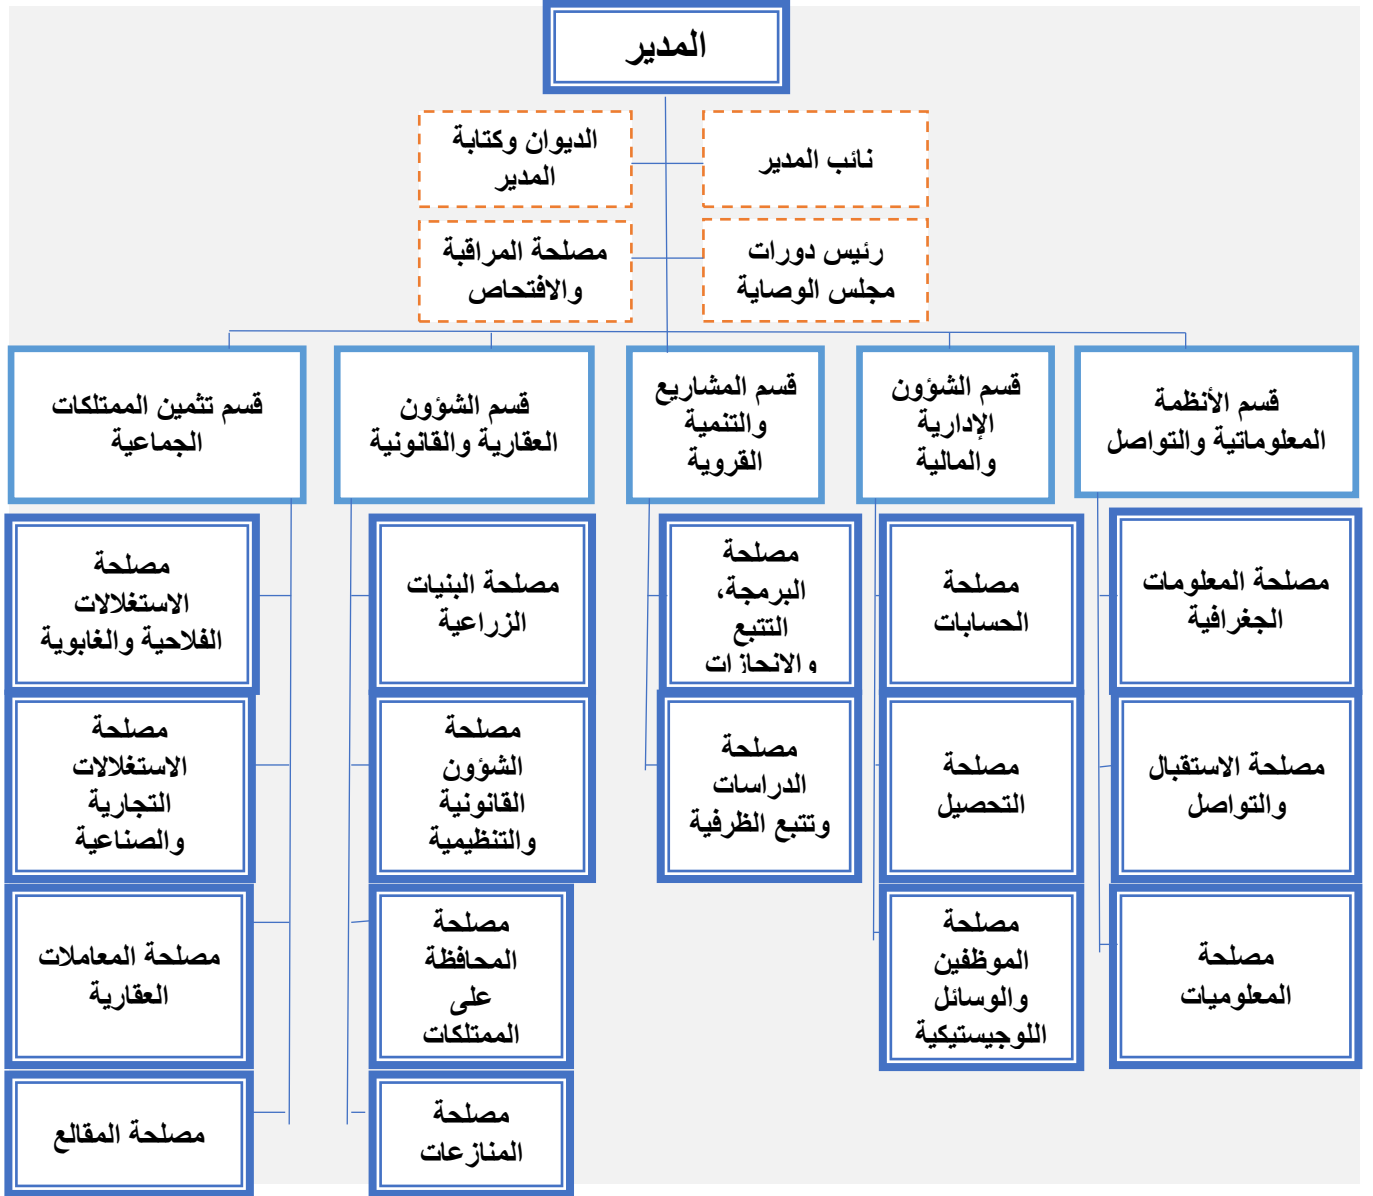 المدير
نائب المدير
الديوان وكتابة
المدير
رئيس دورات
مجلس الوصاية
مصلحة المراقبة
والافتحاص
قسم الأنظمة
المعلوماتية والتواصل
قسم الشؤون
الإدارية
والمالية
قسم المشاريع
والتنمية
القروية
قسم الشؤون
العقارية والقانونية
قسم تثمين الممتلكات
الجماعية
مصلحة المعلومات
الجغرافية
مصلحة الاستقبال
والتواصل
مصلحة
المعلوميات
مصلحة
الحسابات
مصلحة
التحصيل
مصلحة
الموظفين
والوسائل
اللوجيستيكية
مصلحة
البرمجة،
التتبع
والانجازات
مصلحة
الدراسات
وتتبع الظرفية
مصلحة البنيات
الزراعية
مصلحة
الشؤون
القانونية
والتنظيمية
مصلحة
المحافظة
على
الممتلكات
مصلحة
المنازعات
مصلحة
الاستغلالات
الفلاحية والغابوية
مصلحة
الاستغلالات
التجارية
والصناعية
مصلحة المعاملات
العقارية
مصلحة المقالع